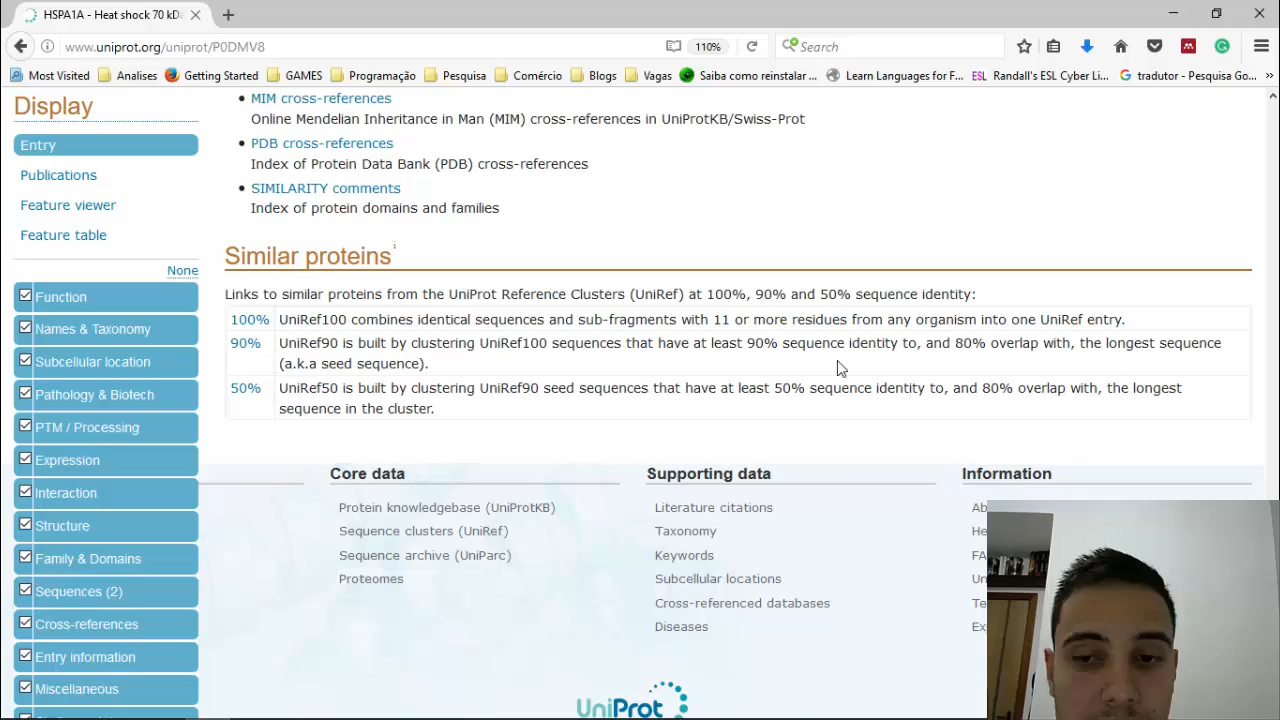 HSPA1A - Heat shock 70 kDa
www.uniprot.org/uniprot/P0DMV8
110%
Search
Most Visited
Analises
Getting Started
GAMES
Programação
Pesquisa
Comércio
Blogs
Vagas
Saiba como reinstalar ...
Learn Languages for F...
ESL Randall's ESL Cyber Li...
tradutor - Pesquisa Go...
Display
Entry
Publications
Feature viewer
Feature table
None
Function
Names & Taxonomy
Subcellular location
Pathology & Biotech
PTM / Processing
Expression
Interaction
Structure
Family & Domains
Sequences (2)
Cross-references
Entry information
Miscellaneous
• MIM cross-references
Online Mendelian Inheritance in Man (MIM) cross-references in UniProtKB/Swiss-Prot
• PDB cross-references
Index of Protein Data Bank (PDB) cross-references
• SIMILARITY comments
Index of protein domains and families
Similar proteins i
Links to similar proteins from the UniProt Reference Clusters (UniRef) at 100%, 90% and 50% sequence identity:
100% UniRef100 combines identical sequences and sub-fragments with 11 or more residues from any organism into one UniRef entry.
90% UniRef90 is built by clustering UniRef100 sequences that have at least 90% sequence identity to, and 80% overlap with, the longest sequence
(a.k.a seed sequence).
50% UniRef50 is built by clustering UniRef90 seed sequences that have at least 50% sequence identity to, and 80% overlap with, the longest
sequence in the cluster.
Core data
Protein knowledgebase (UniProtKB)
Sequence clusters (UniRef)
Sequence archive (UniParc)
Proteomes
Supporting data
Literature citations
Taxonomy
Keywords
Subcellular locations
Cross-referenced databases
Diseases
Information
UniProt